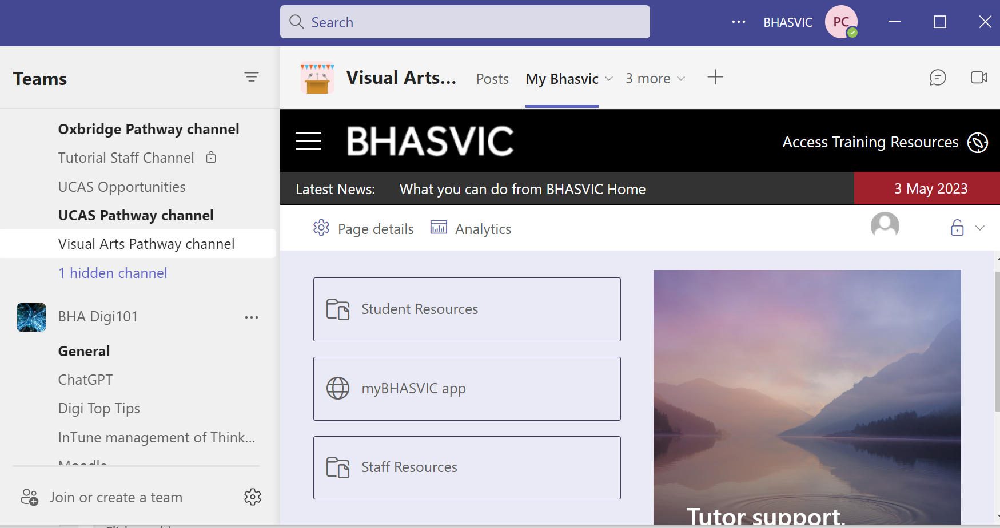 Search
BHASVIC
PC
Teams
Visual Arts...
Posts
My Bhasvic
3 more
Oxbridge Pathway channel
Tutorial Staff Channel
UCAS Opportunities
UCAS Pathway channel
Visual Arts Pathway channel
1 hidden channel
BHA Digi101
General
ChatGPT
Digi Top Tips
InTune management of Think...
Moodle
Join or create a team
BHASVIC
Access Training Resources
Latest News:
What you can do from BHASVIC Home
3 May 2023
Page details
Analytics
Student Resources
myBHASVIC app
Staff Resources
Tutor support,